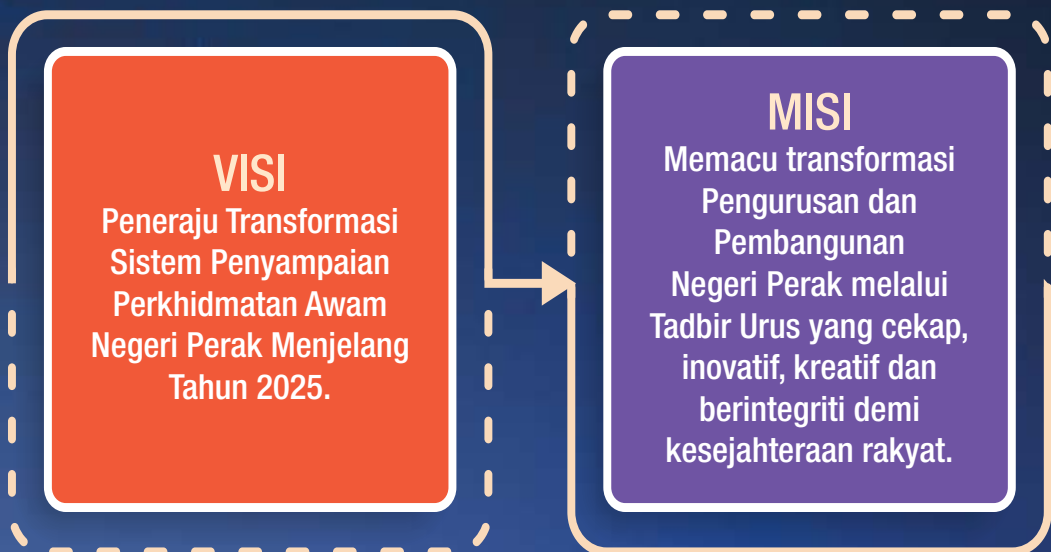 VISI
Peneraju Transformasi
Sistem Penyampaian
Perkhidmatan Awam
Negeri Perak Menjelang
Tahun 2025.
MISI
Memacu transformasi
Pengurusan dan
Pembangunan
Negeri Perak melalui
Tadbir Urus yang cekap,
inovatif, kreatif dan
berintegriti demi
kesejahteraan rakyat.